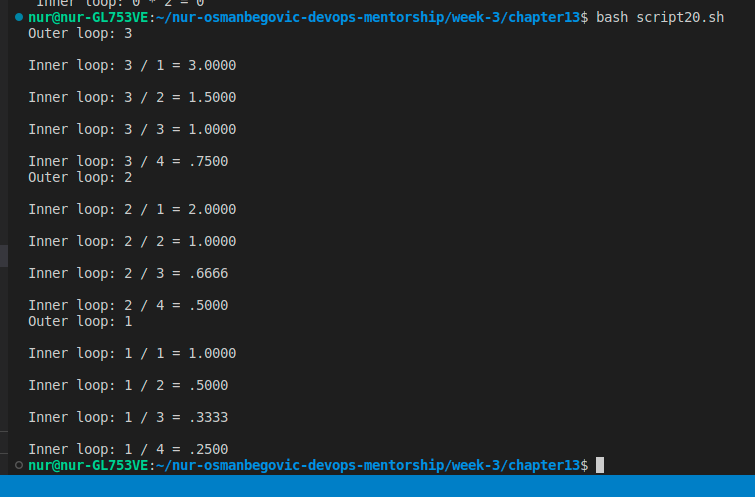 Inner loop: 0 * 2 = 0
nur@nur-GL753VE:~/nur-osmanbegovic-devops-mentorship/week-3/chapter13$ bash script20.sh
Outer loop: 3
Inner loop: 3 / 1 = 3.0000
Inner loop: 3 / 2 = 1.5000
Inner loop: 3 / 3 = 1.0000
Inner loop: 3 / 4 = .7500
Outer loop: 2
Inner loop: 2 / 1 = 2.0000
Inner loop: 2 / 2 = 1.0000
Inner loop: 2 / 3 = .6666
Inner loop: 2 / 4 = .5000
Outer loop: 1
Inner loop: 1 / 1 = 1.0000
Inner loop: 1 / 2 = .5000
Inner loop: 1 / 3 = .3333
Inner loop: 1 / 4 = .2500
nur@nur-GL753VE:~/nur-osmanbegovic-devops-mentorship/week-3/chapter13$